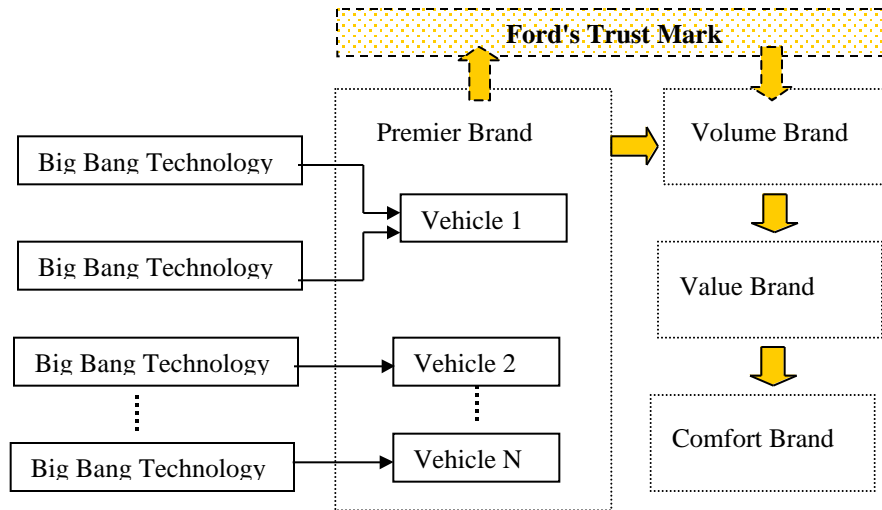 Ford's Trust Mark
Premier Brand
Volume Brand
Big Bang Technology
Vehicle 1
Big Bang Technology
Value Brand
Big Bang Technology
Vehicle 2
Comfort Brand
Big Bang Technology
Vehicle N